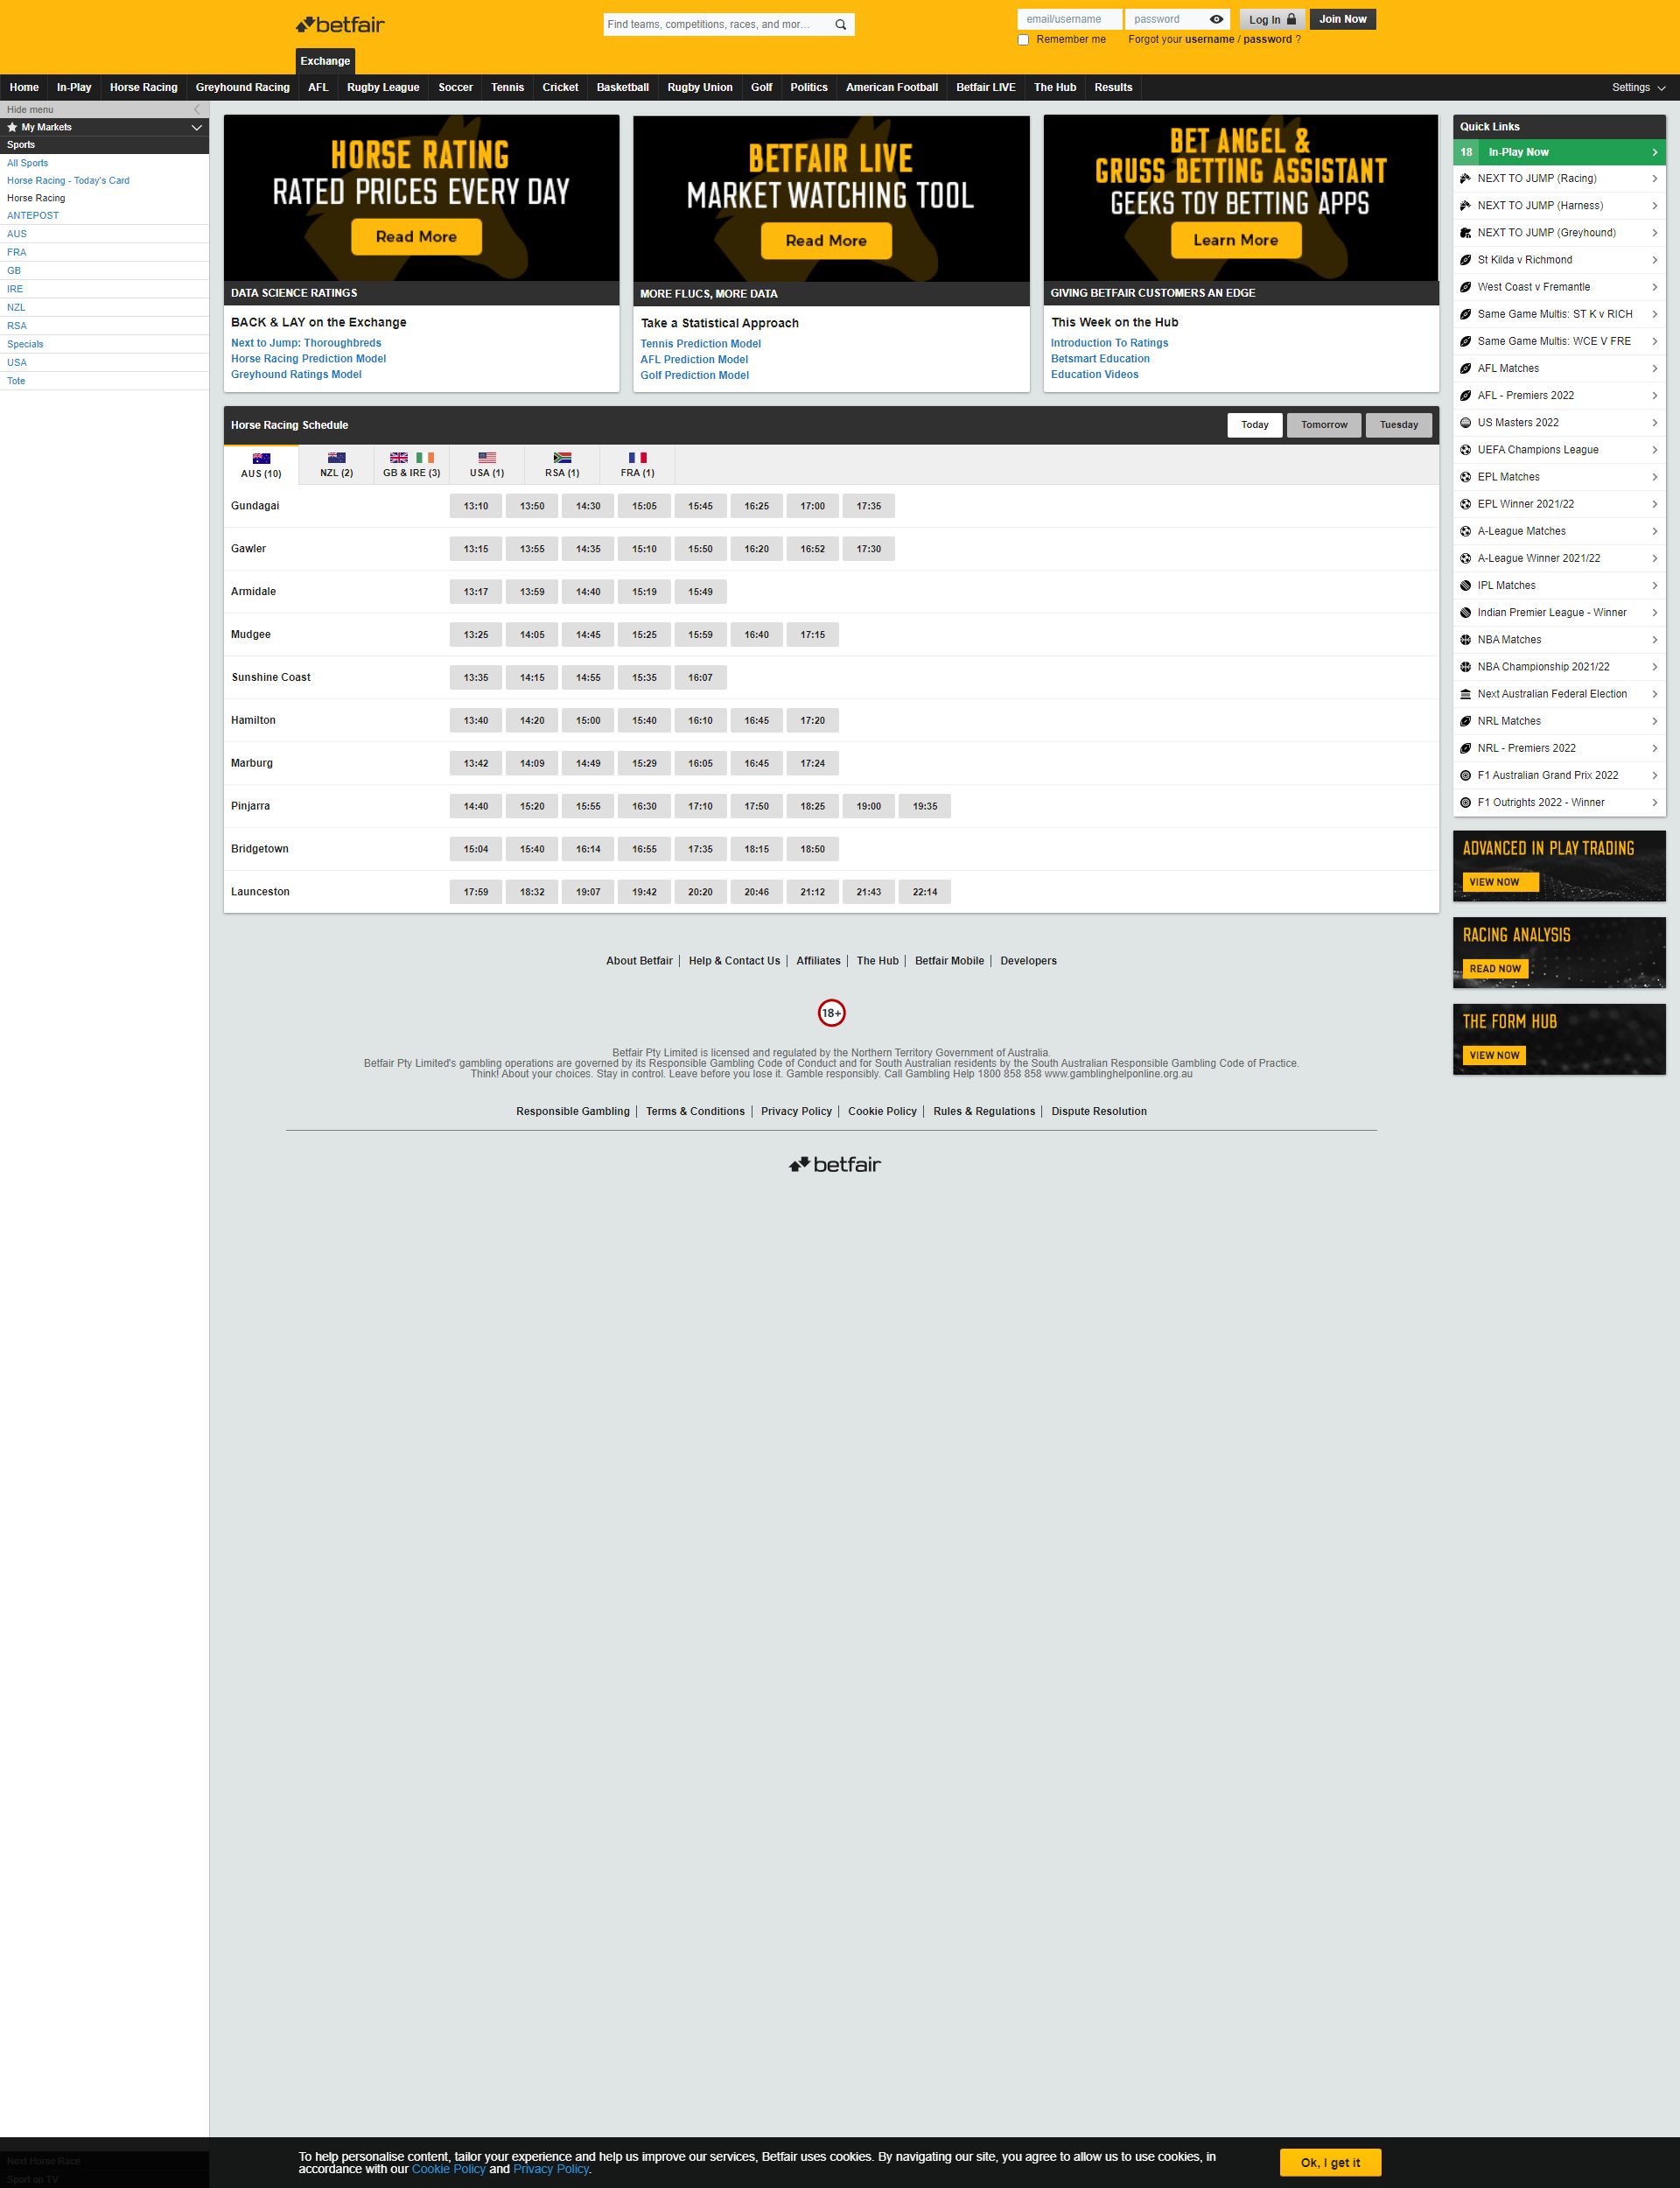 betfair
Find teams, competitions, races, and mor…
email/username
password
Log In
Join Now
Remember me
Forgot your username / password ?
Exchange
Home In-Play Horse Racing Greyhound Racing AFL Rugby League Soccer Tennis Cricket Basketball Rugby Union Golf Politics American Football Betfair LIVE The Hub Results Settings
Hide menu
My Markets
Sports
All Sports
Horse Racing - Today's Card
Horse Racing
ANTEPOST
AUS
FRA
GB
IRE
NZL
RSA
Specials
USA
Tote
HORSE RATING
RATED PRICES EVERY DAY
Read More
DATA SCIENCE RATINGS
BACK & LAY on the Exchange
Next to Jump: Thoroughbreds
Horse Racing Prediction Model
Greyhound Ratings Model
BETFAIR LIVE
MARKET WATCHING TOOL
Read More
MORE FLUCS, MORE DATA
Take a Statistical Approach
Tennis Prediction Model
AFL Prediction Model
Golf Prediction Model
BET ANGEL &
GRUSS BETTING ASSISTANT
GEEKS TOY BETTING APPS
Learn More
GIVING BETFAIR CUSTOMERS AN EDGE
This Week on the Hub
Introduction To Ratings
Betsmart Education
Education Videos
Horse Racing Schedule
Today Tomorrow Tuesday
AUS (10) NZL (2) GB & IRE (3) USA (1) RSA (1) FRA (1)
Gundagai 13:10 13:50 14:30 15:05 15:45 16:25 17:00 17:35
Gawler 13:15 13:55 14:35 15:10 15:50 16:20 16:52 17:30
Armidale 13:17 13:59 14:40 15:19 15:49
Mudgee 13:25 14:05 14:45 15:25 15:59 16:40 17:15
Sunshine Coast 13:35 14:15 14:55 15:35 16:07
Hamilton 13:40 14:20 15:00 15:40 16:10 16:45 17:20
Marburg 13:42 14:09 14:49 15:29 16:05 16:45 17:24
Pinjarra 14:40 15:20 15:55 16:30 17:10 17:50 18:25 19:00 19:35
Bridgetown 15:04 15:40 16:14 16:55 17:35 18:15 18:50
Launceston 17:59 18:32 19:07 19:42 20:20 20:46 21:12 21:43 22:14
Quick Links
18 In-Play Now
NEXT TO JUMP (Racing)
NEXT TO JUMP (Harness)
NEXT TO JUMP (Greyhound)
St Kilda v Richmond
West Coast v Fremantle
Same Game Multis: ST K v RICH
Same Game Multis: WCE V FRE
AFL Matches
AFL - Premiers 2022
US Masters 2022
UEFA Champions League
EPL Matches
EPL Winner 2021/22
A-League Matches
A-League Winner 2021/22
IPL Matches
Indian Premier League - Winner
NBA Matches
NBA Championship 2021/22
Next Australian Federal Election
NRL Matches
NRL - Premiers 2022
F1 Australian Grand Prix 2022
F1 Outrights 2022 - Winner
ADVANCED IN PLAY TRADING
VIEW NOW
RACING ANALYSIS
READ NOW
THE FORM HUB
VIEW NOW
About Betfair Help & Contact Us Affiliates The Hub Betfair Mobile Developers
18+
Betfair Pty Limited is licensed and regulated by the Northern Territory Government of Australia.
Betfair Pty Limited's gambling operations are governed by its Responsible Gambling Code of Conduct and for South Australian residents by the South Australian Responsible Gambling Code of Practice.
Think! About your choices. Stay in control. Leave before you lose it. Gamble responsibly. Call Gambling Help 1800 858 858 www.gamblinghelponline.org.au
Responsible Gambling Terms & Conditions Privacy Policy Cookie Policy Rules & Regulations Dispute Resolution
betfair
Next Horse Race
Sport on TV
To help personalise content, tailor your experience and help us improve our services, Betfair uses cookies. By navigating our site, you agree to allow us to use cookies, in
accordance with our Cookie Policy and Privacy Policy.
Ok, I get it